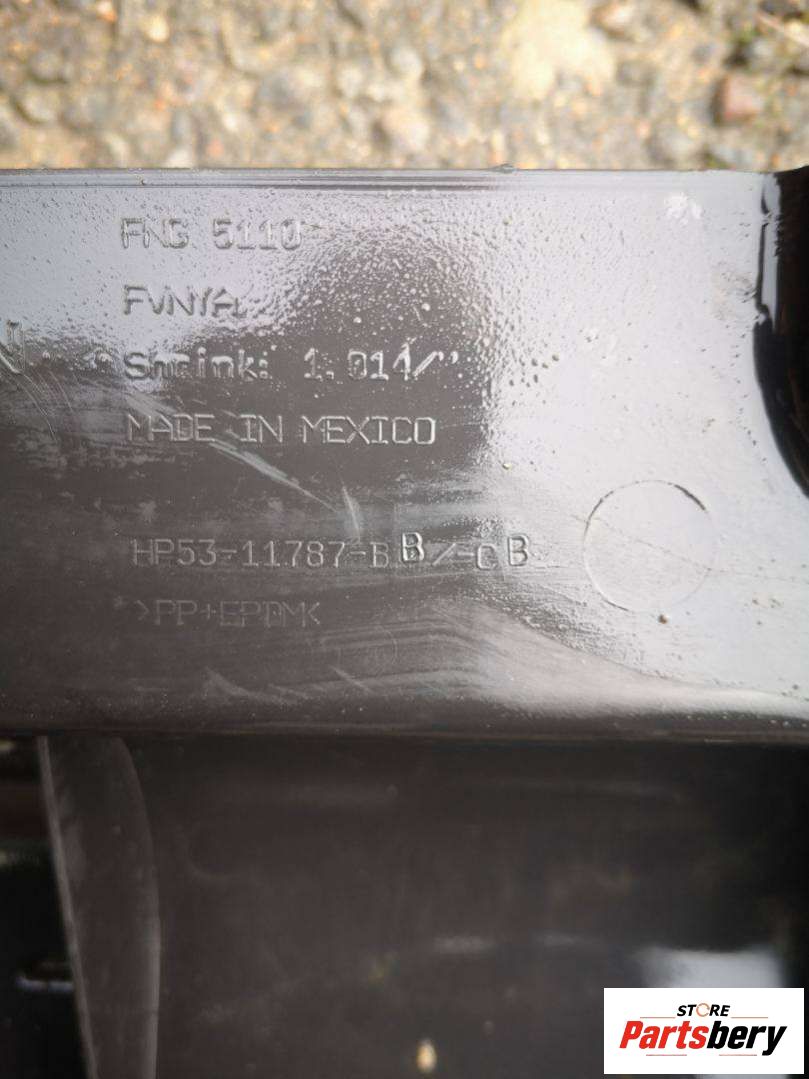 FNG 5110
FVNYA
N
Shrink: 1.014/"
MADE IN MEXICO
HP53-11787-B B /-C B
>PP+EPDM<
STORE
Partsbery